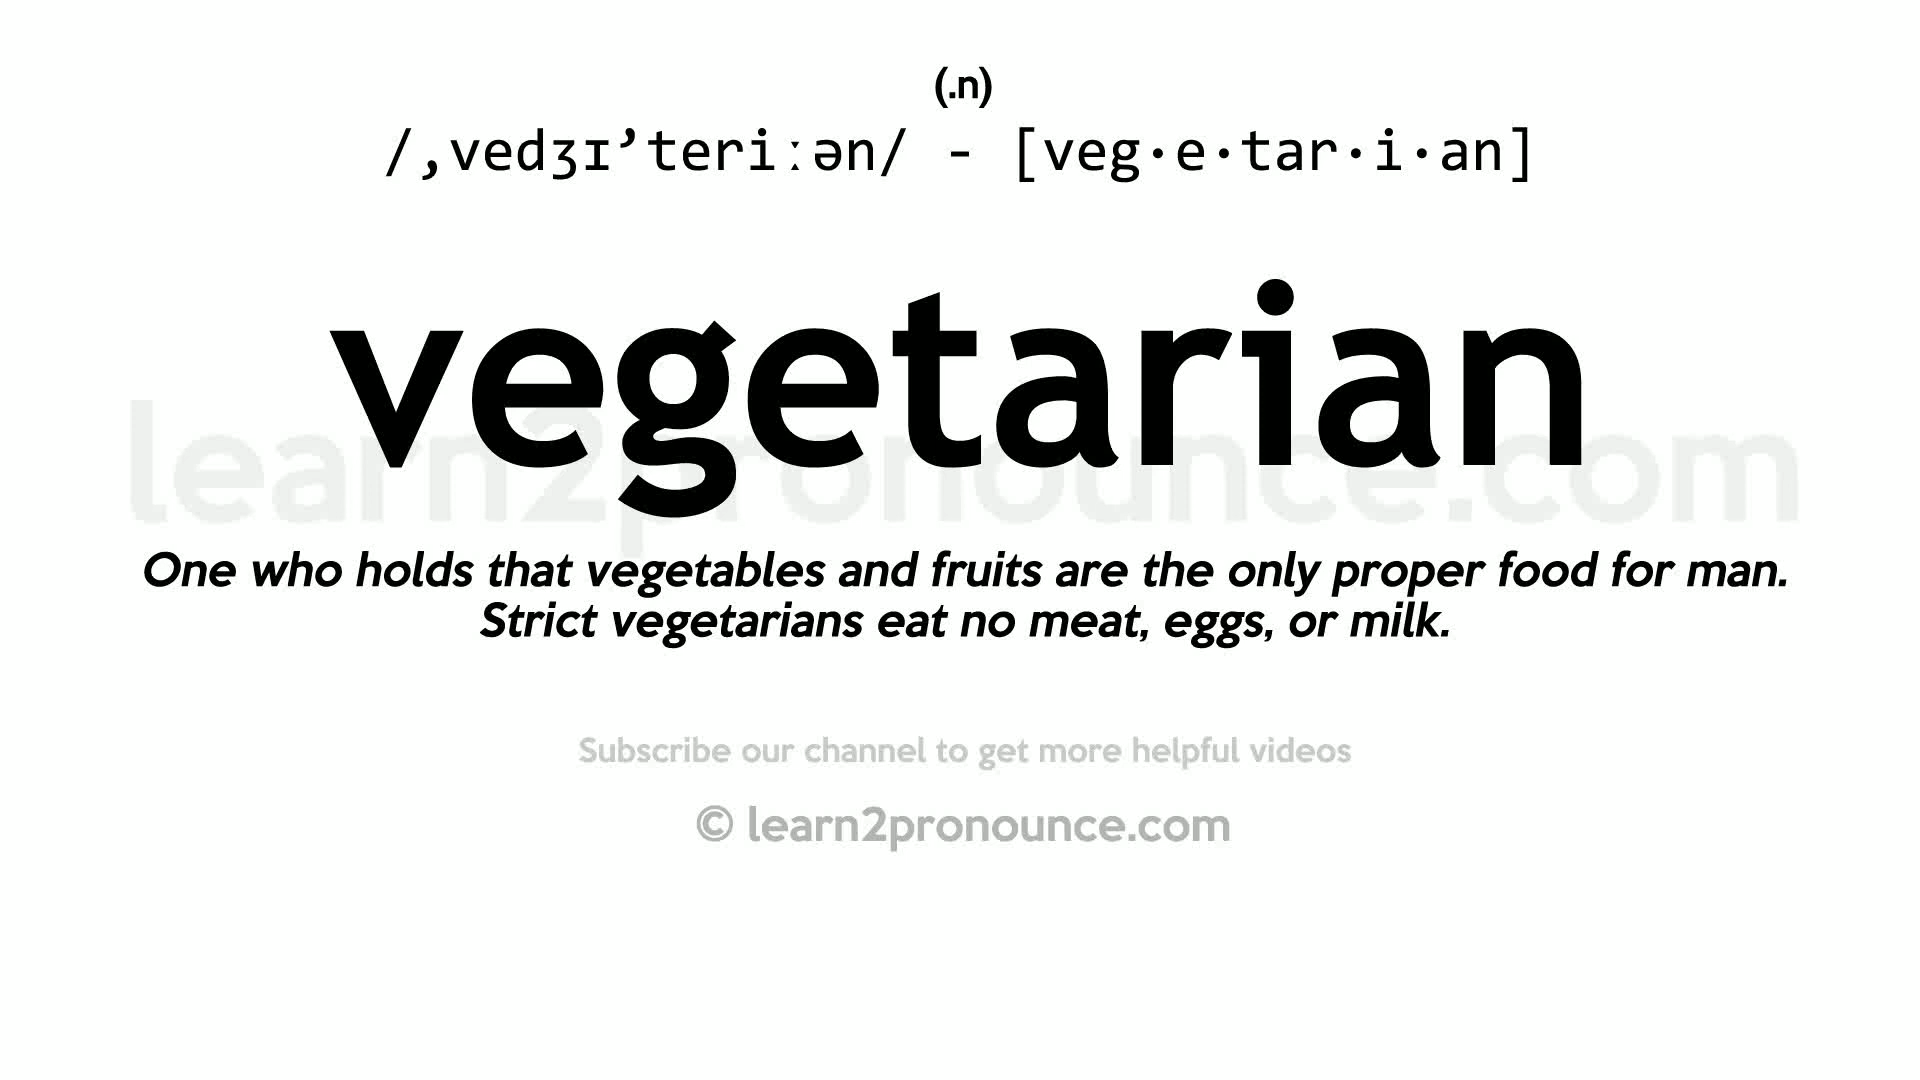 (.n)
/,vedʒɪ’teriːən/ - [veg·e·tar·i·an]
vegetarian
learn2pronounce.com
One who holds that vegetables and fruits are the only proper food for man.
Strict vegetarians eat no meat, eggs, or milk.
Subscribe our channel to get more helpful videos
© learn2pronounce.com